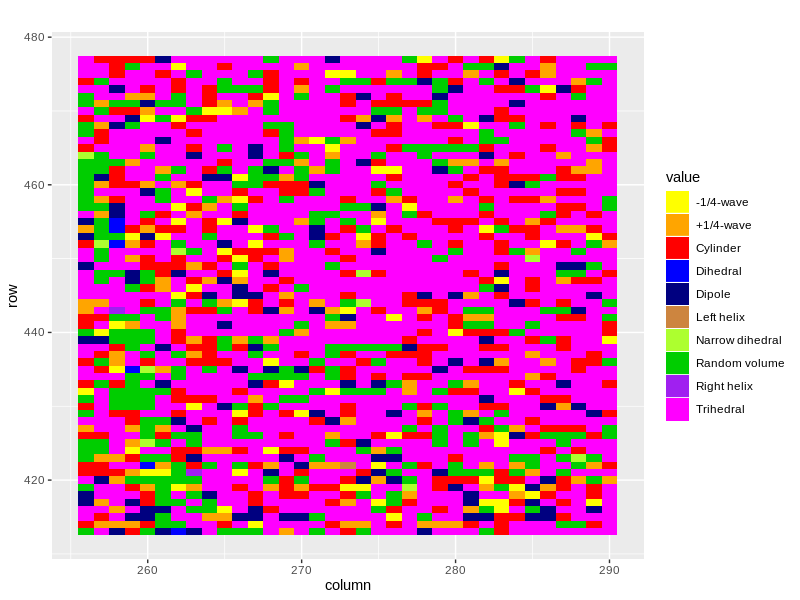 480
460
440
420
row
260
270
280
290
column
value
-1/4-wave
+1/4-wave
Cylinder
Dihedral
Dipole
Left helix
Narrow dihedral
Random volume
Right helix
Trihedral